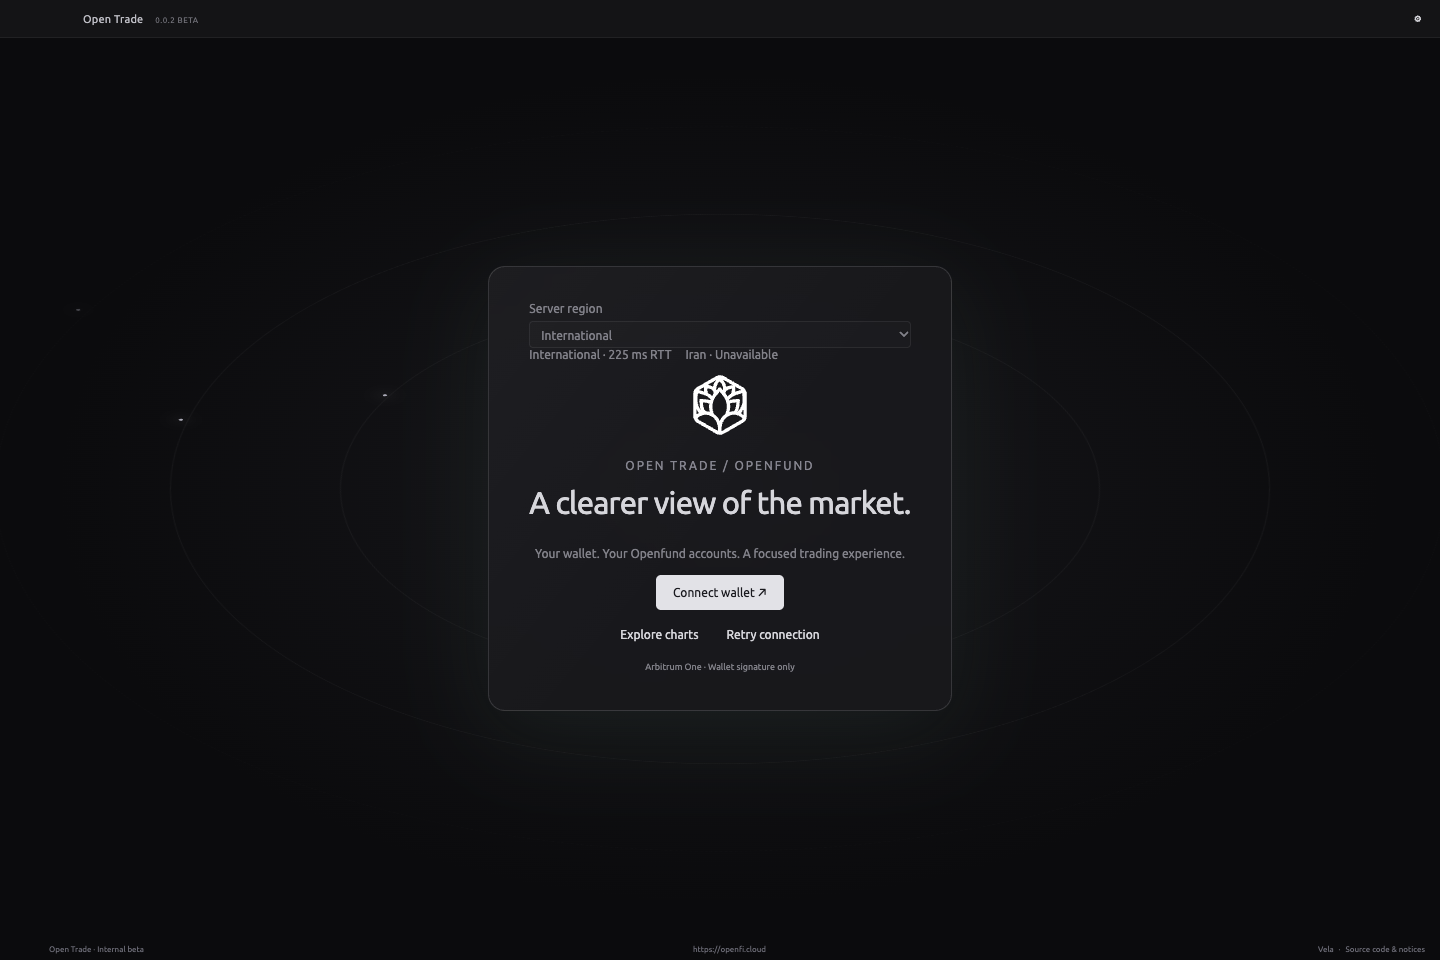 Open Trade 0.0.2 BETA
Server region
International
International · 225 ms RTT Iran · Unavailable
OPEN TRADE / OPENFUND
A clearer view of the market.
Your wallet. Your Openfund accounts. A focused trading experience.
Connect wallet ↗
Explore charts Retry connection
Arbitrum One · Wallet signature only
Open Trade · Internal beta https://openfi.cloud Vela · Source code & notices